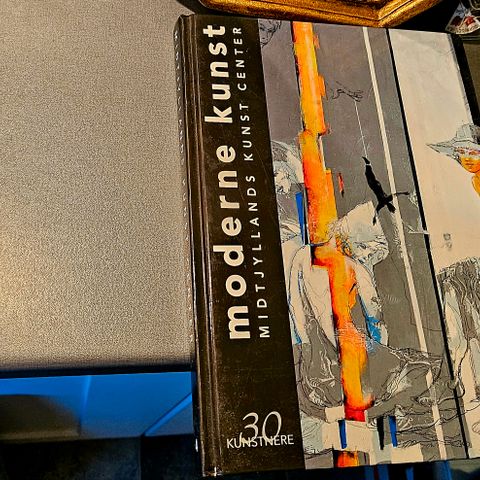 moderne kunst
MIDTJYLLANDS KUNST CENTER
30
KUNSTNERE